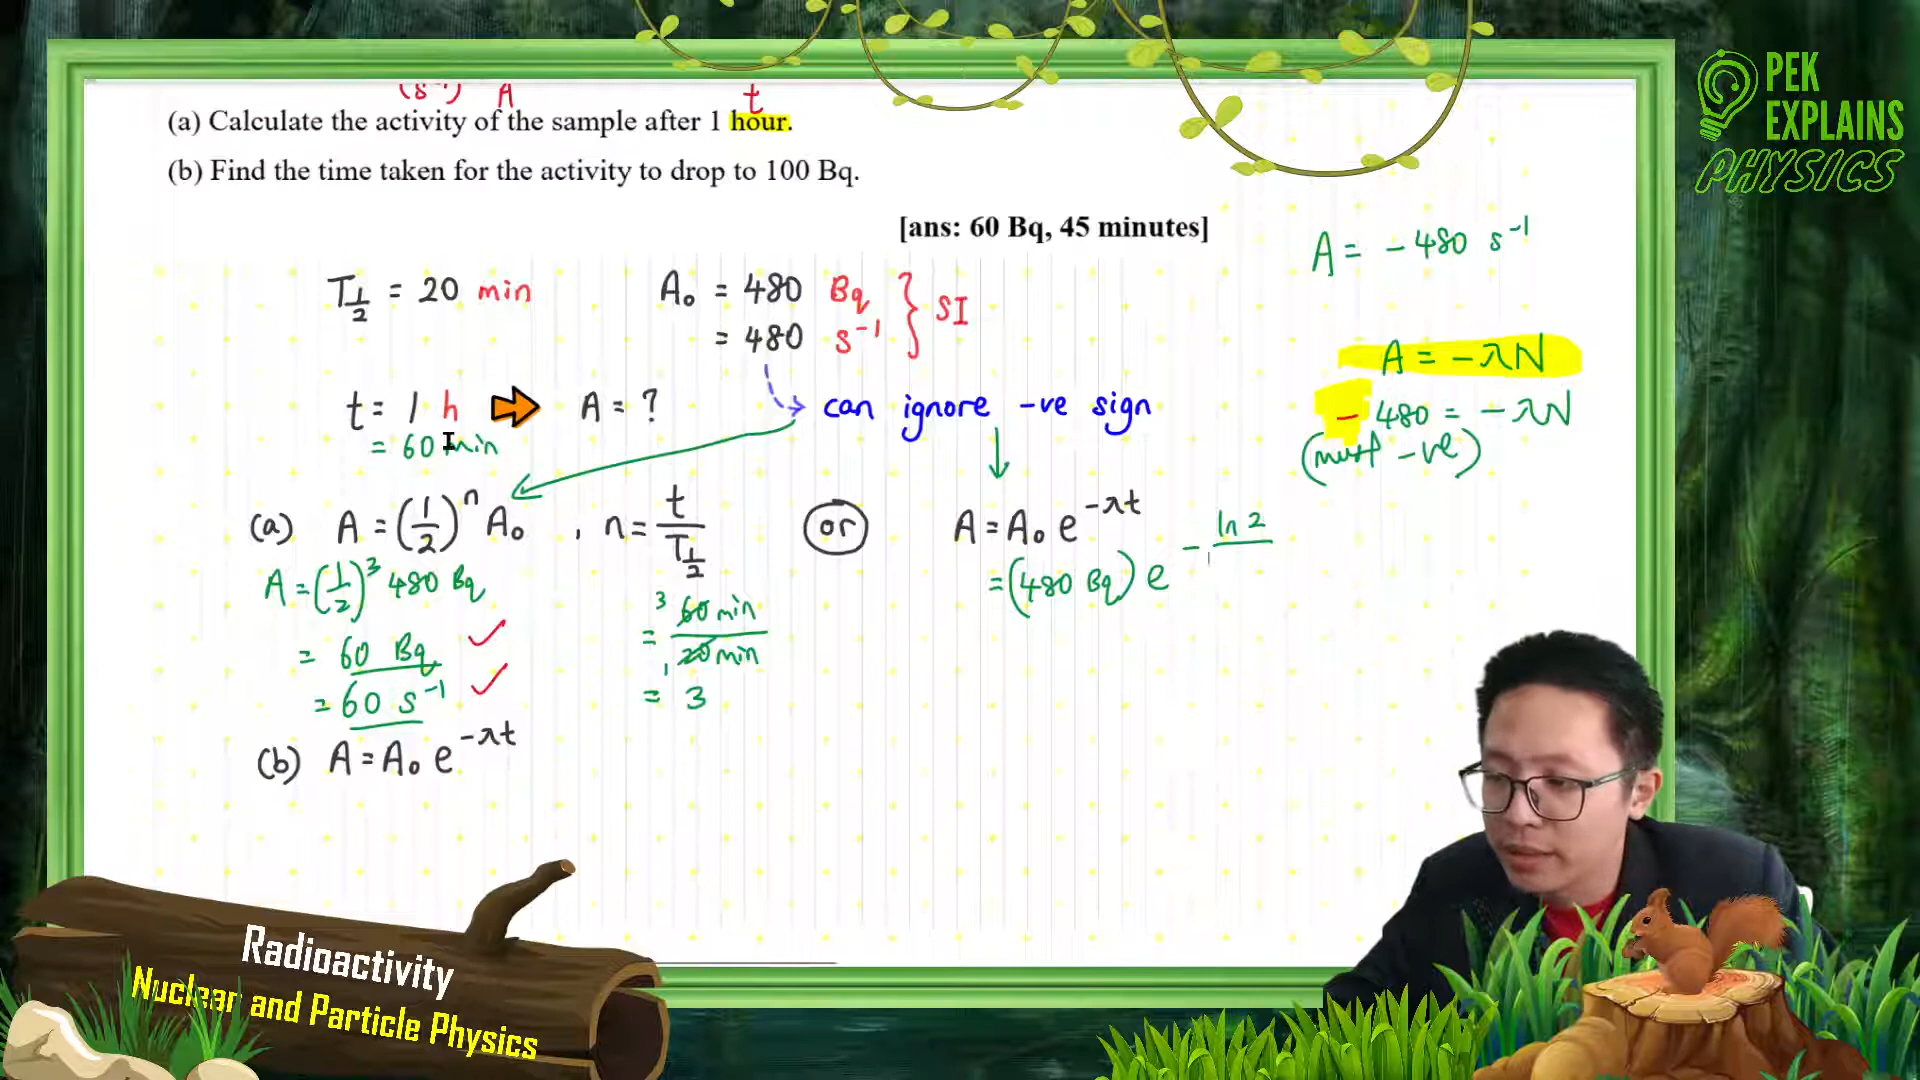 PEK
EXPLAINS
PHYSICS
(s⁻¹) A t
(a) Calculate the activity of the sample after 1 hour.
(b) Find the time taken for the activity to drop to 100 Bq.
[ans: 60 Bq, 45 minutes]
T½ = 20 min
A₀ = 480 Bq
= 480 s⁻¹
} SI
A = -480 s⁻¹
A = -λN
- 480 = -λN
(must -ve)
t = 1 h
= 60 min
A = ?
can ignore -ve sign
(a) A = (1/2)ⁿ A₀ , n = t/T½
A = (1/2)³ 480 Bq
= 60 Bq
= 60 s⁻¹
= 3 60 min / 1 20 min
= 3
or
A = A₀ e^-λt
= (480 Bq) e^- ln 2
(b) A = A₀ e^-λt
Radioactivity
Nuclear and Particle Physics